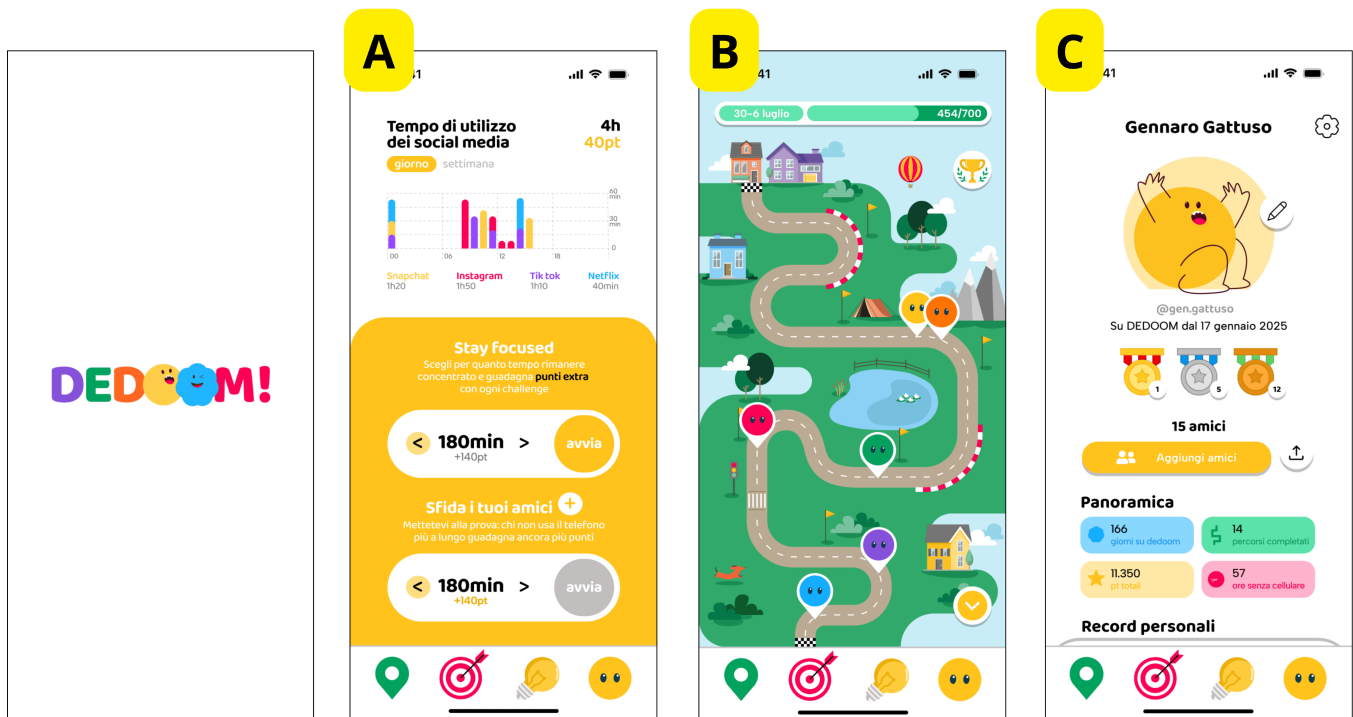 DEDOOM!
A
41
Tempo di utilizzo
dei social media
4h
40pt
giorno
settimana
60
min
30
min
0
00
06
12
18
Snapchat
1h20
Instagram
1h50
Tik tok
1h10
Netflix
40min
Stay focused
Scegli per quanto tempo rimanere
concentrato e guadagna punti extra
con ogni challenge
< 180min >
+140pt
avvia
Sfida i tuoi amici +
Mettetevi alla prova: chi non usa il telefono
più a lungo guadagna ancora più punti
< 180min >
+140pt
avvia
B
41
30-6 luglio
454/700
C
41
Gennaro Gattuso
@gen.gattuso
Su DEDOOM dal 17 gennaio 2025
1
5
12
15 amici
Aggiungi amici
Panoramica
166
giorni su dedoom
14
percorsi completati
11.350
pt totali
57
ore senza cellulare
Record personali